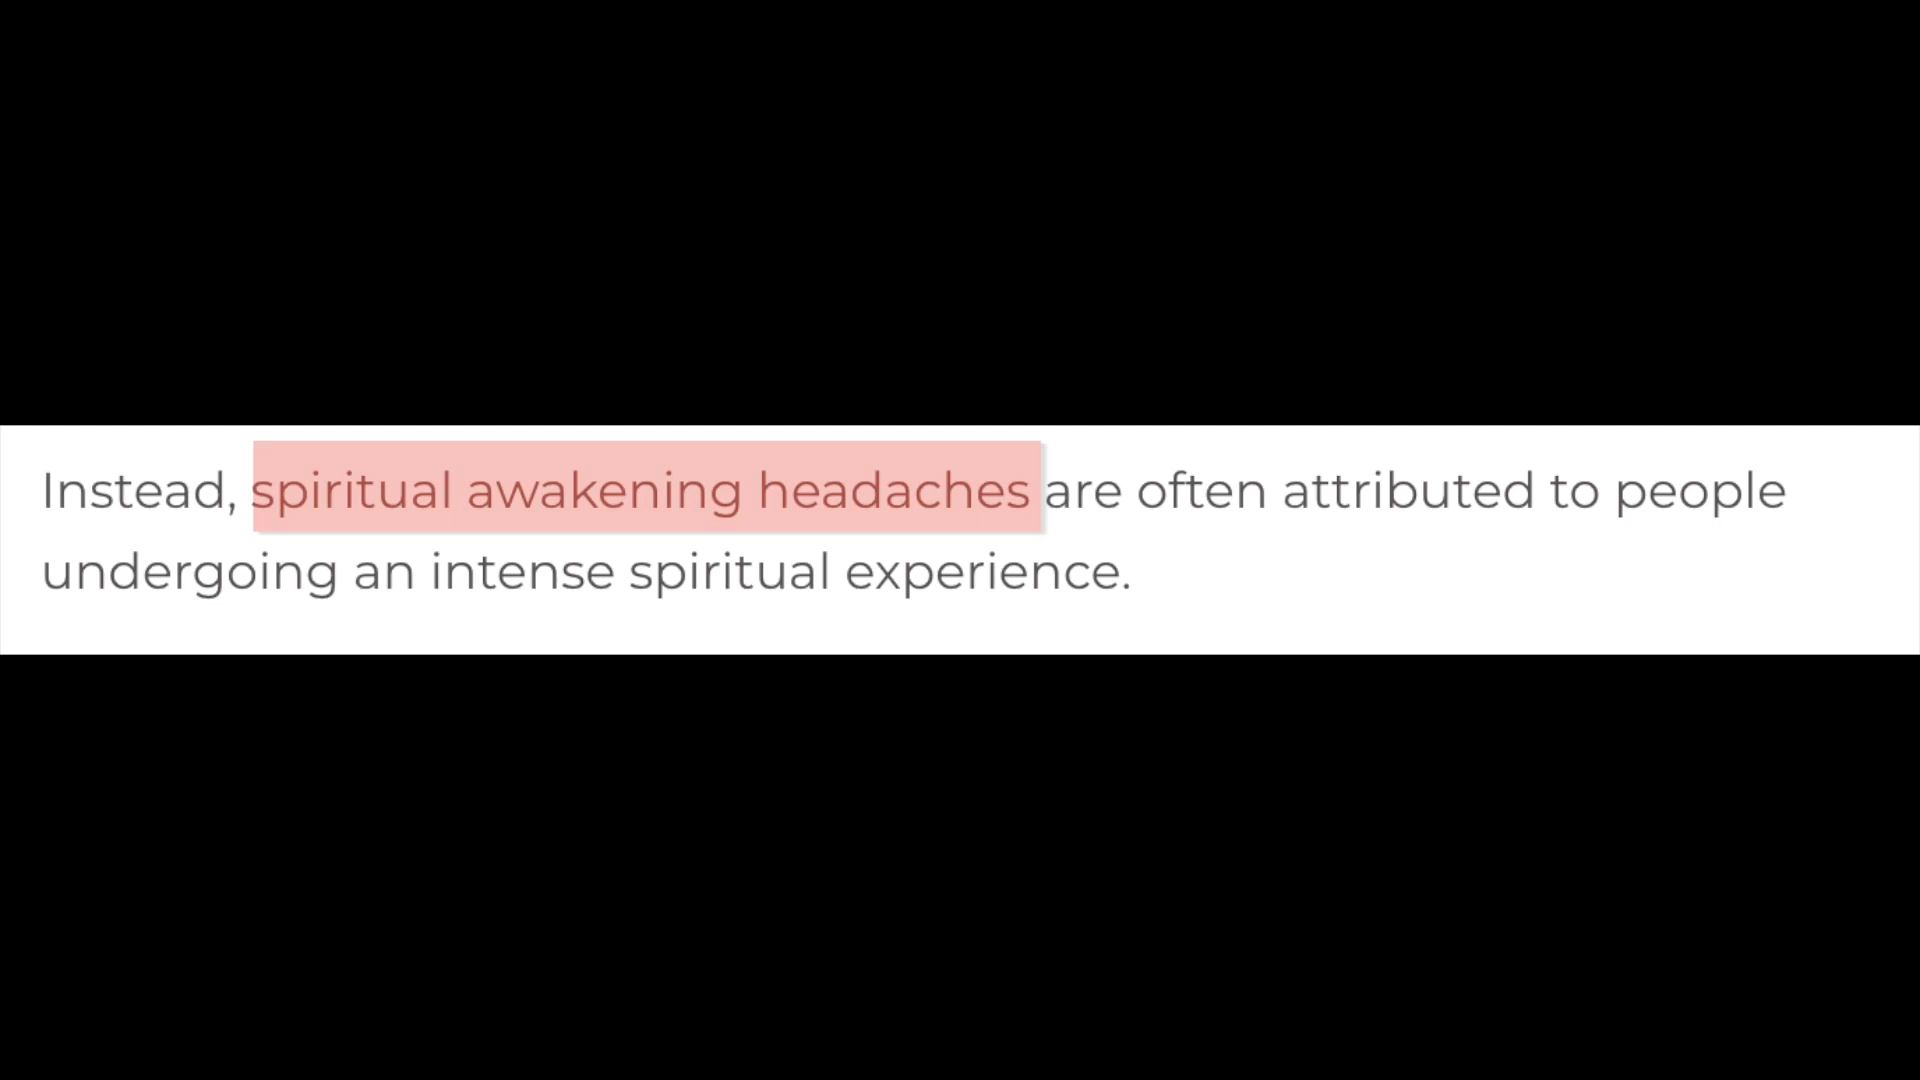 Instead, spiritual awakening headaches are often attributed to people
undergoing an intense spiritual experience.